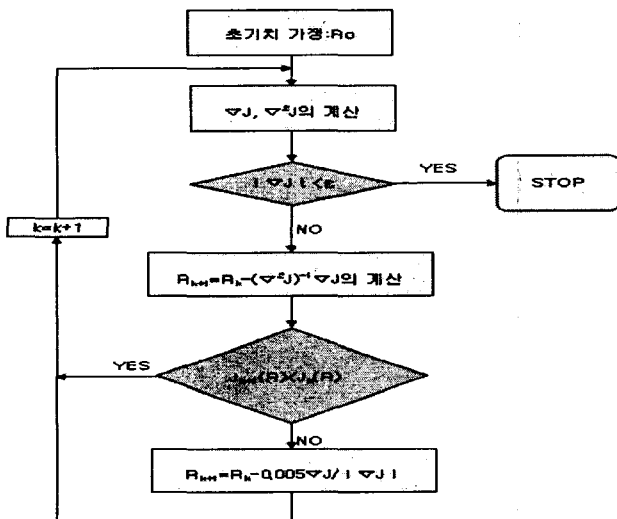 초기치 가정:Ro
▽J, ▽²J의 계산
| ▽J | <ε
YES
STOP
k=k+1
NO
Rₖ₊₁=Rₖ-(▽²J)⁻¹ ▽J의 계산
YES
NO
Rₖ₊₁=Rₖ-0,005▽J/ | ▽J |